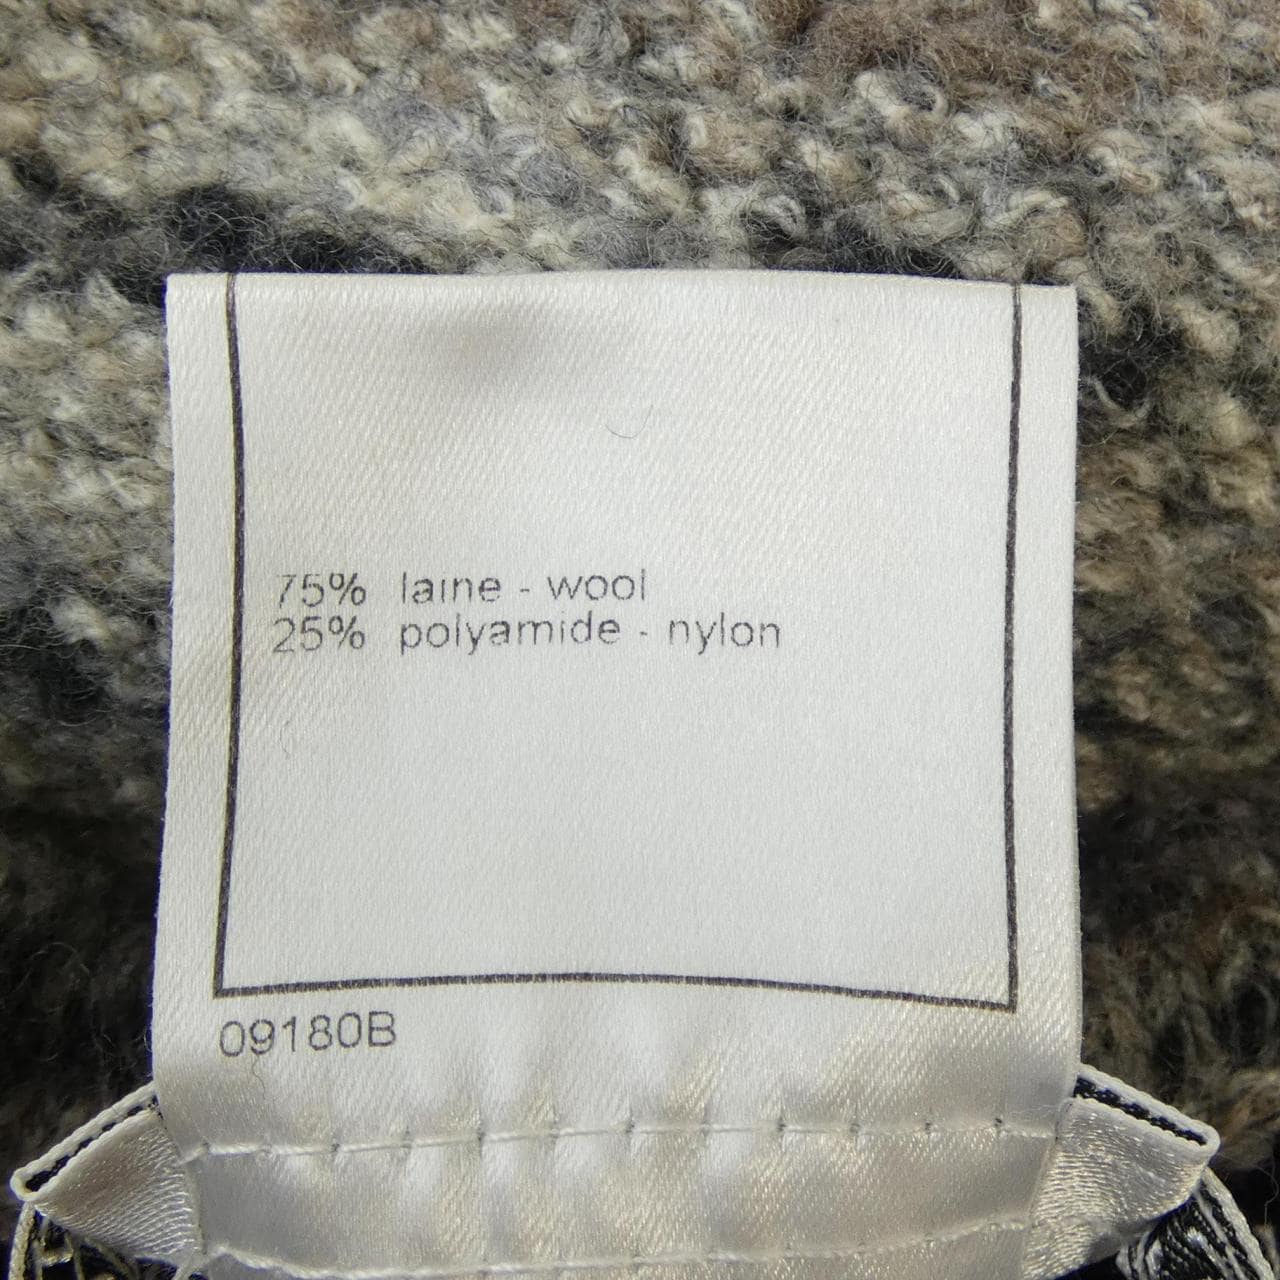 75% laine - wool
25% polyamide - nylon
09180B